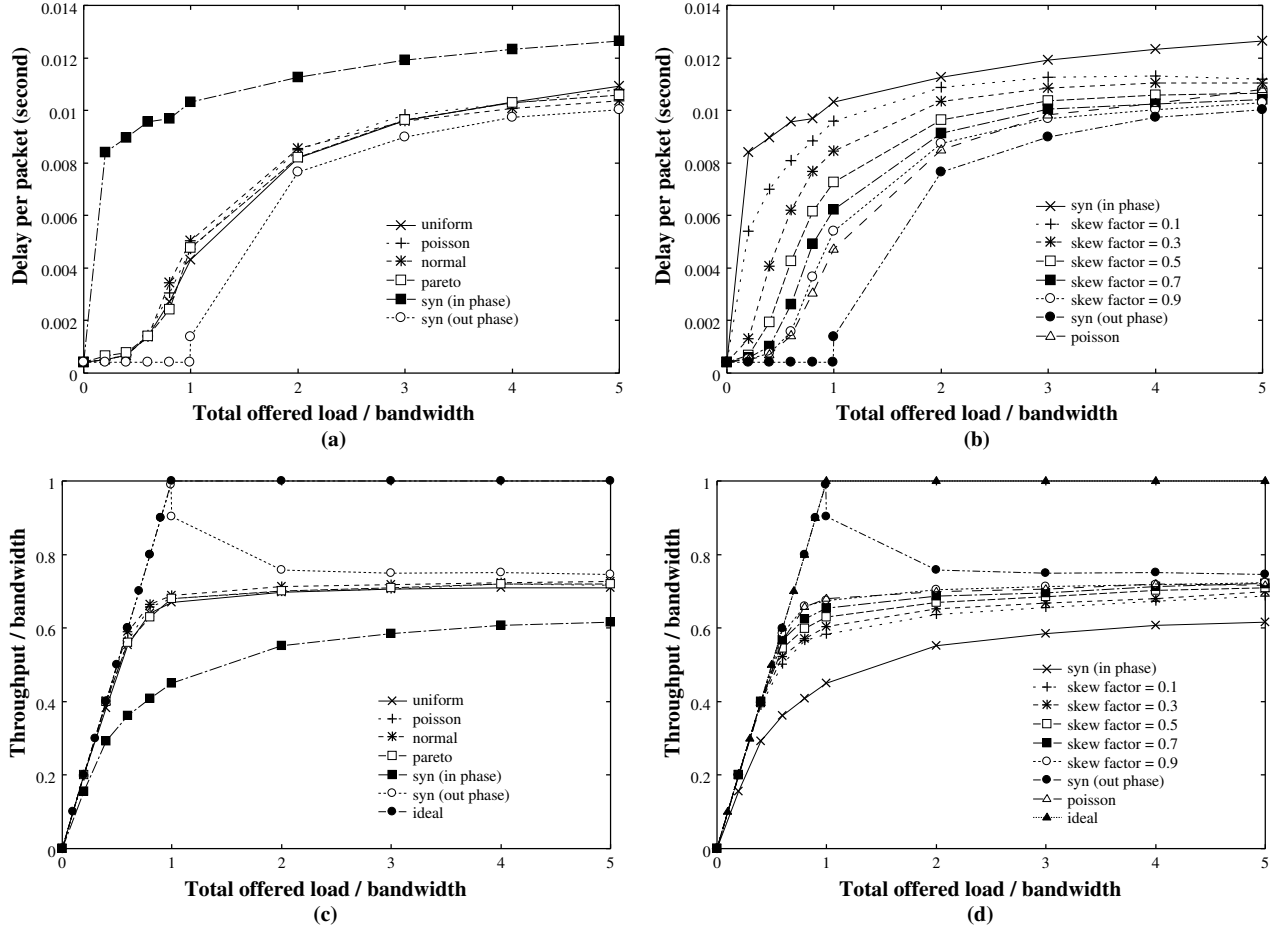 0.014
0.012
0.01
0.008
0.006
0.004
0.002
0
Delay per packet (second)
uniform
poisson
normal
pareto
syn (in phase)
syn (out phase)
0 1 2 3 4 5
Total offered load / bandwidth
(a)
0.014
0.012
0.01
0.008
0.006
0.004
0.002
0
Delay per packet (second)
syn (in phase)
skew factor = 0.1
skew factor = 0.3
skew factor = 0.5
skew factor = 0.7
skew factor = 0.9
syn (out phase)
poisson
0 1 2 3 4 5
Total offered load / bandwidth
(b)
1
0.8
0.6
0.4
0.2
0
Throughput / bandwidth
uniform
poisson
normal
pareto
syn (in phase)
syn (out phase)
ideal
0 1 2 3 4 5
Total offered load / bandwidth
(c)
1
0.8
0.6
0.4
0.2
0
Throughput / bandwidth
syn (in phase)
skew factor = 0.1
skew factor = 0.3
skew factor = 0.5
skew factor = 0.7
skew factor = 0.9
syn (out phase)
poisson
ideal
0 1 2 3 4 5
Total offered load / bandwidth
(d)